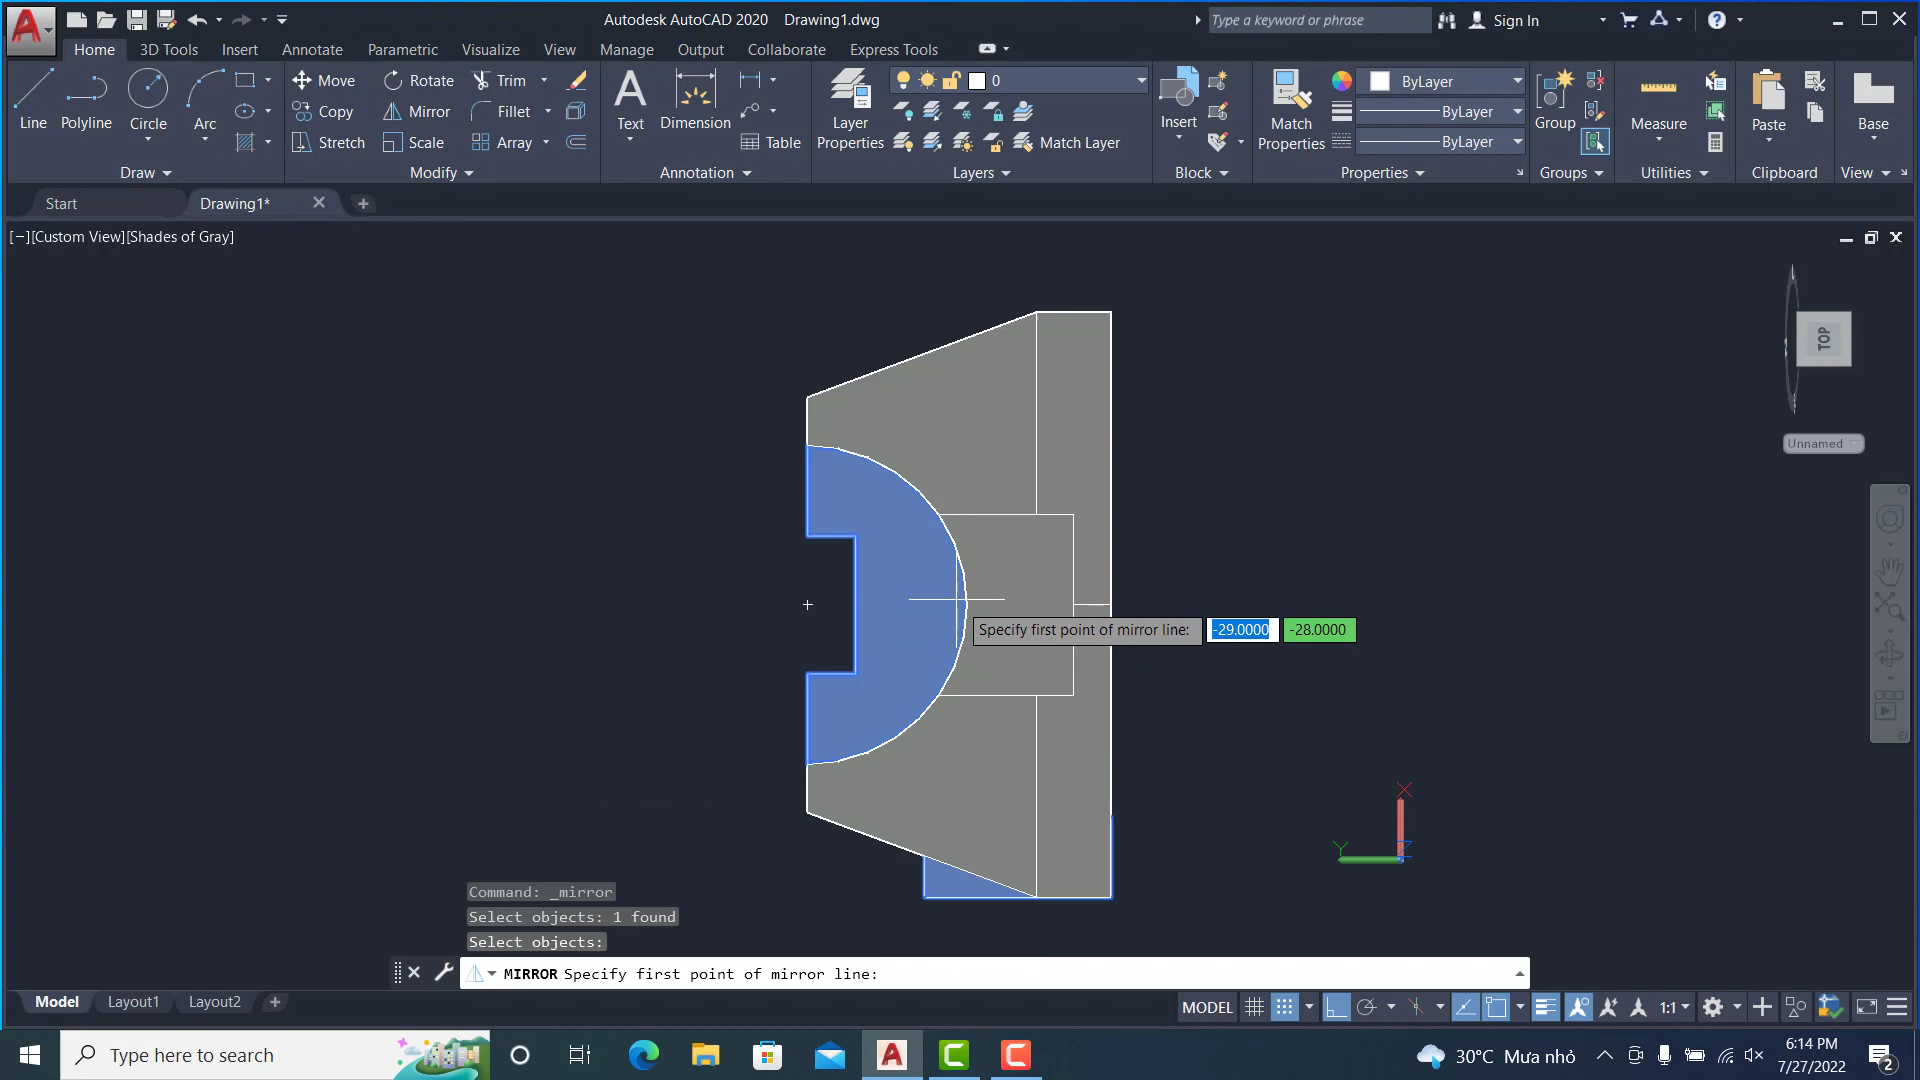 Autodesk AutoCAD 2020 Drawing1.dwg
Type a keyword or phrase
Sign In
Home 3D Tools Insert Annotate Parametric Visualize View Manage Output Collaborate Express Tools
Line
Polyline
Circle
Arc
Draw
Move Rotate Trim
Copy Mirror Fillet
Stretch Scale Array
Modify
Text
Dimension
Table
Annotation
Layer
Properties
0
Match Layer
Layers
Insert
Block
Match
Properties
ByLayer
ByLayer
ByLayer
Properties
Group
Groups
Measure
Utilities
Paste
Clipboard
Base
View
Start
Drawing1*
[−][Custom View][Shades of Gray]
TOP
Unnamed
Specify first point of mirror line: -29.0000 -28.0000
X
Y
Z
Command: _mirror
Select objects: 1 found
Select objects:
MIRROR Specify first point of mirror line:
Model Layout1 Layout2
MODEL
1:1
Type here to search
30°C Mưa nhỏ
6:14 PM
7/27/2022
2